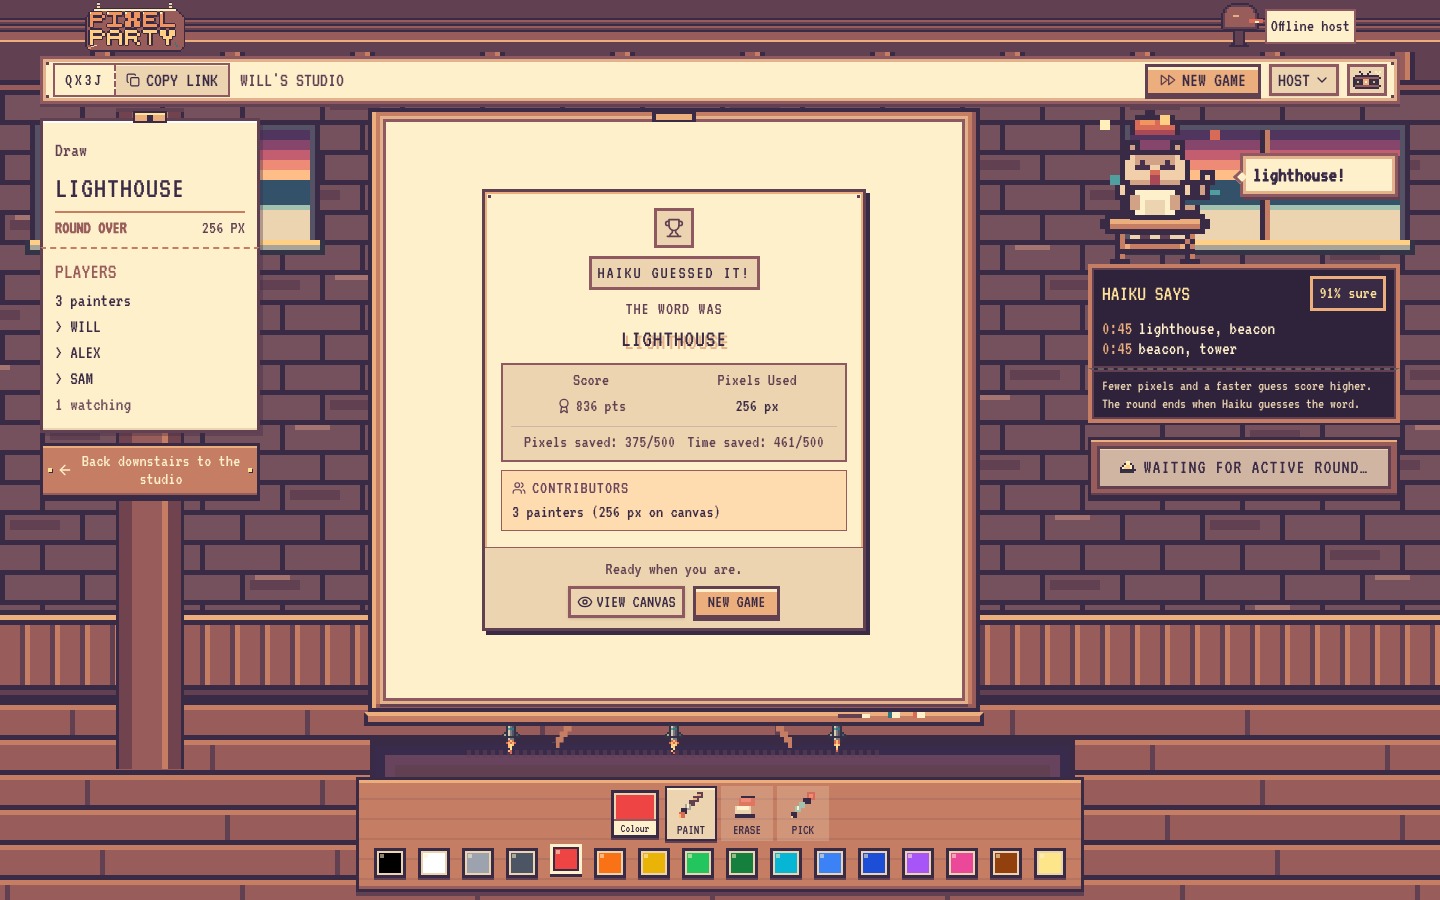 PIXEL
PARTY
Offline host
QX3J
COPY LINK
WILL'S STUDIO
NEW GAME
HOST
Draw
LIGHTHOUSE
ROUND OVER
256 PX
PLAYERS
3 painters
> WILL
> ALEX
> SAM
1 watching
Back downstairs to the
studio
HAIKU GUESSED IT!
THE WORD WAS
LIGHTHOUSE
Score
Pixels Used
836 pts
256 px
Pixels saved: 375/500
Time saved: 461/500
CONTRIBUTORS
3 painters (256 px on canvas)
Ready when you are.
VIEW CANVAS
NEW GAME
lighthouse!
HAIKU SAYS
91% sure
0:45 lighthouse, beacon
0:45 beacon, tower
Fewer pixels and a faster guess score higher.
The round ends when Haiku guesses the word.
WAITING FOR ACTIVE ROUND…
Colour
PAINT
ERASE
PICK